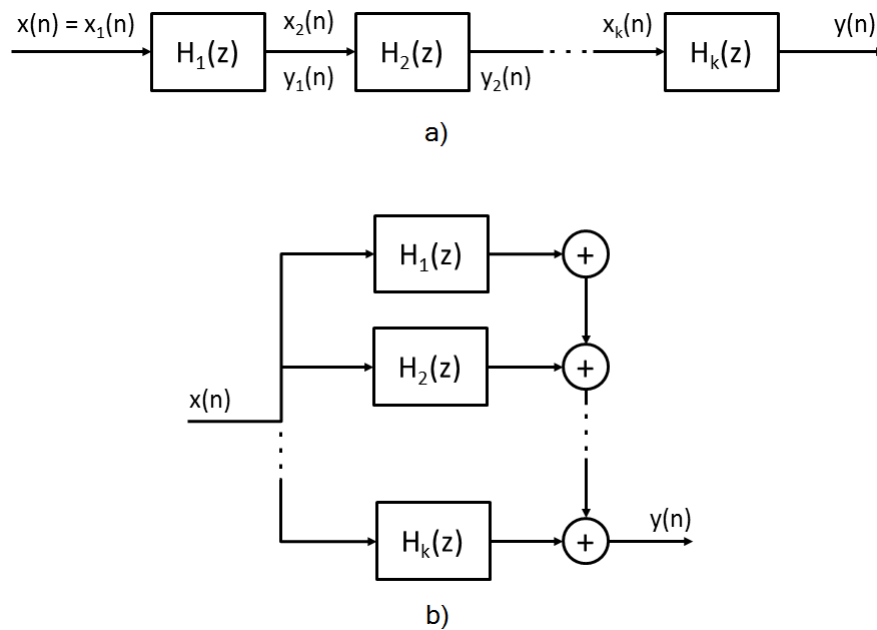 x(n) = x₁(n) H₁(z) x₂(n) y₁(n) H₂(z) y₂(n) xₖ(n) Hₖ(z) y(n)
a)
H₁(z) +
H₂(z) +
x(n)
Hₖ(z) + y(n)
b)